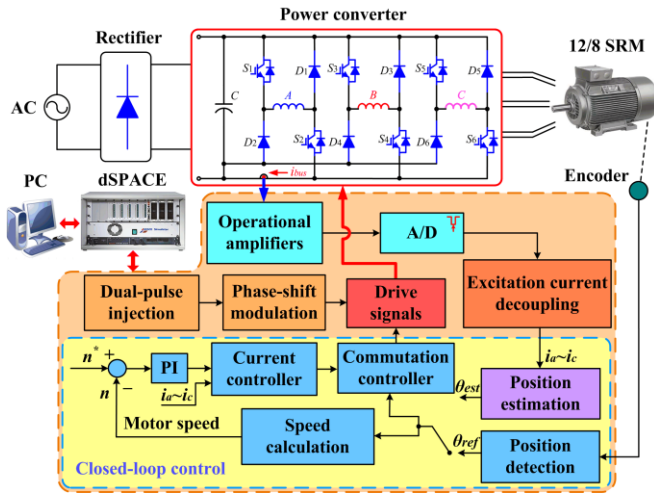 Power converter
Rectifier
12/8 SRM
AC
C
S1
D1
S3
D3
S5
D5
A
B
C
D2
S2
D4
S4
D6
S6
ibus
Encoder
PC
dSPACE
Operational
amplifiers
A/D
Excitation current
decoupling
Dual-pulse
injection
Phase-shift
modulation
Drive
signals
ia~ic
n* +
n −
PI
Current
controller
Commutation
controller
ia~ic
θest
Position
estimation
Motor speed
Speed
calculation
θref
Position
detection
Closed-loop control